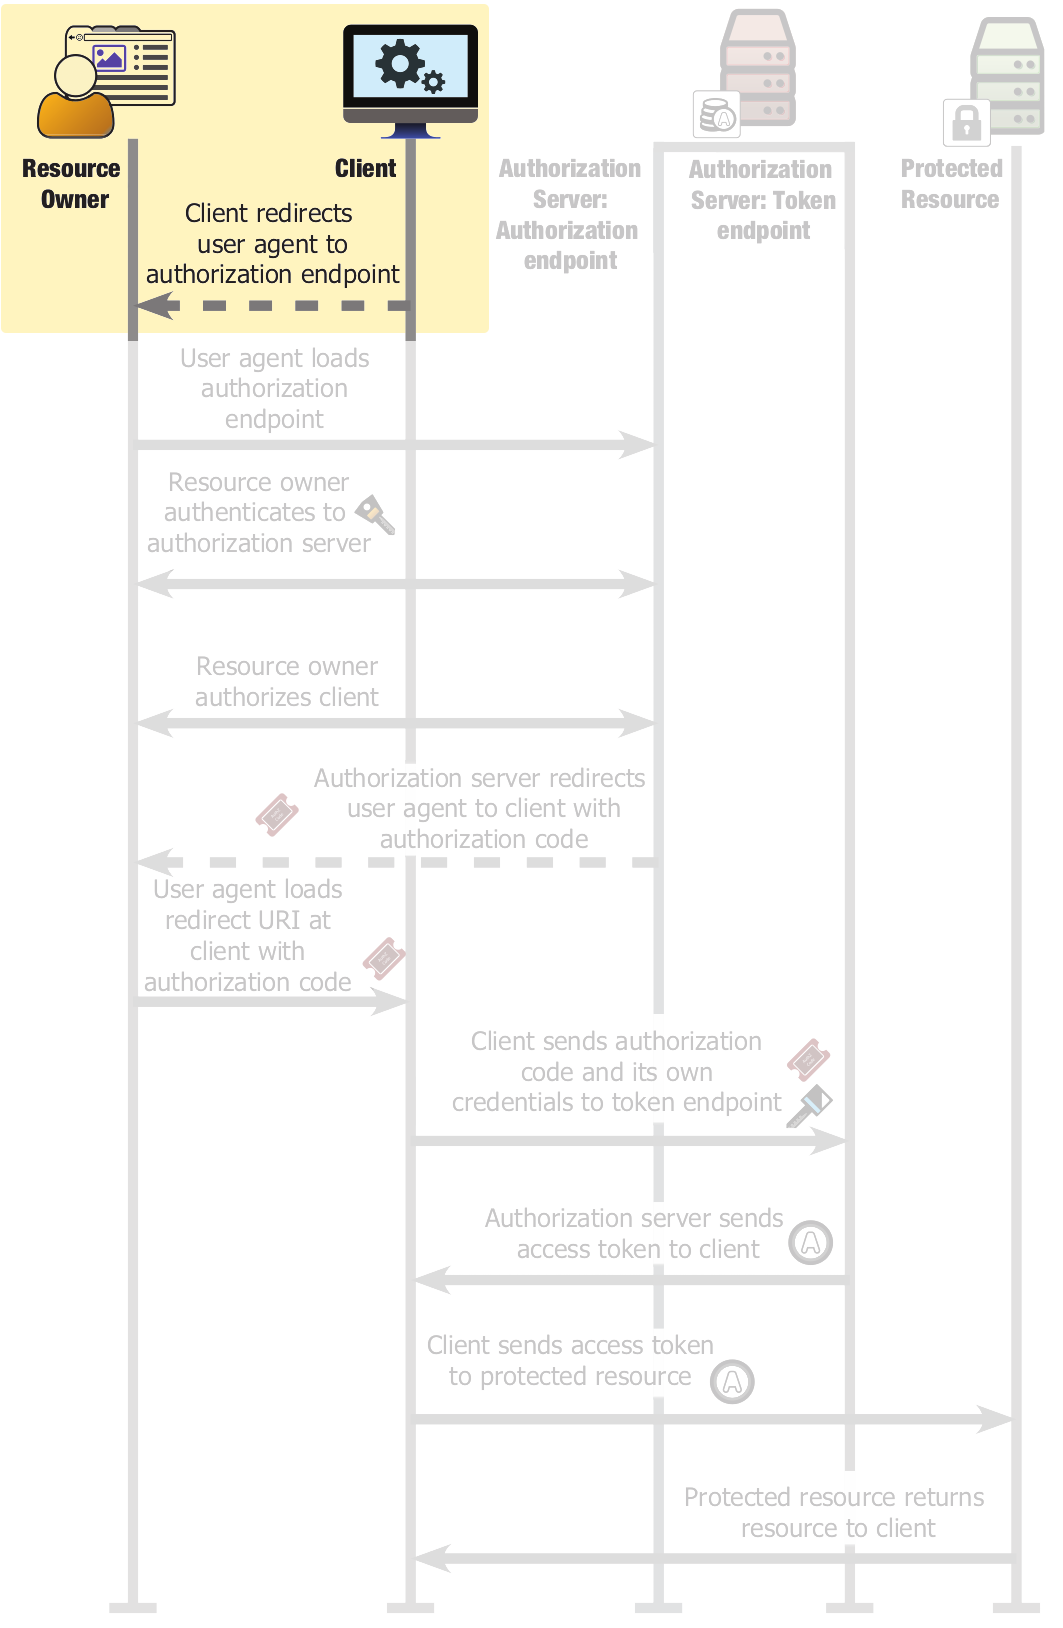 Resource
Owner
Client
Authorization
Server:
Authorization
endpoint
Authorization
Server: Token
endpoint
Protected
Resource
Client redirects
user agent to
authorization endpoint
User agent loads
authorization
endpoint
Resource owner
authenticates to
authorization server
Resource owner
authorizes client
Authorization server redirects
user agent to client with
authorization code
User agent loads
redirect URI at
client with
authorization code
Client sends authorization
code and its own
credentials to token endpoint
Authorization server sends
access token to client
Client sends access token
to protected resource
Protected resource returns
resource to client